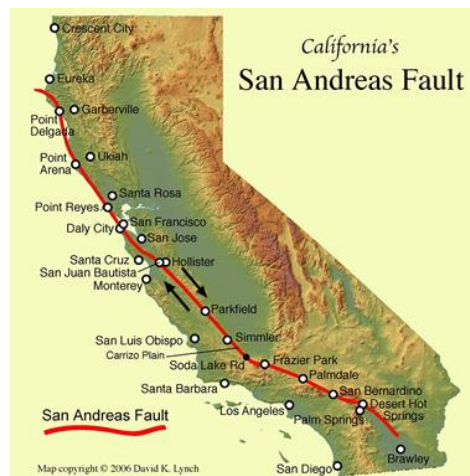 California's
San Andreas Fault
Crescent City
Eureka
Garberville
Point
Delgada
Point
Arena
Ukiah
Santa Rosa
Point Reyes
San Francisco
Daly City
San Jose
Santa Cruz
Hollister
San Juan Bautista
Monterey
Parkfield
San Luis Obispo
Simmler
Carrizo Plain
Soda Lake Rd
Frazier Park
Palmdale
Santa Barbara
San Bernardino
Los Angeles
Desert Hot
Springs
Palm Springs
San Andreas Fault
Brawley
San Diego
Map copyright © 2006 David K. Lynch